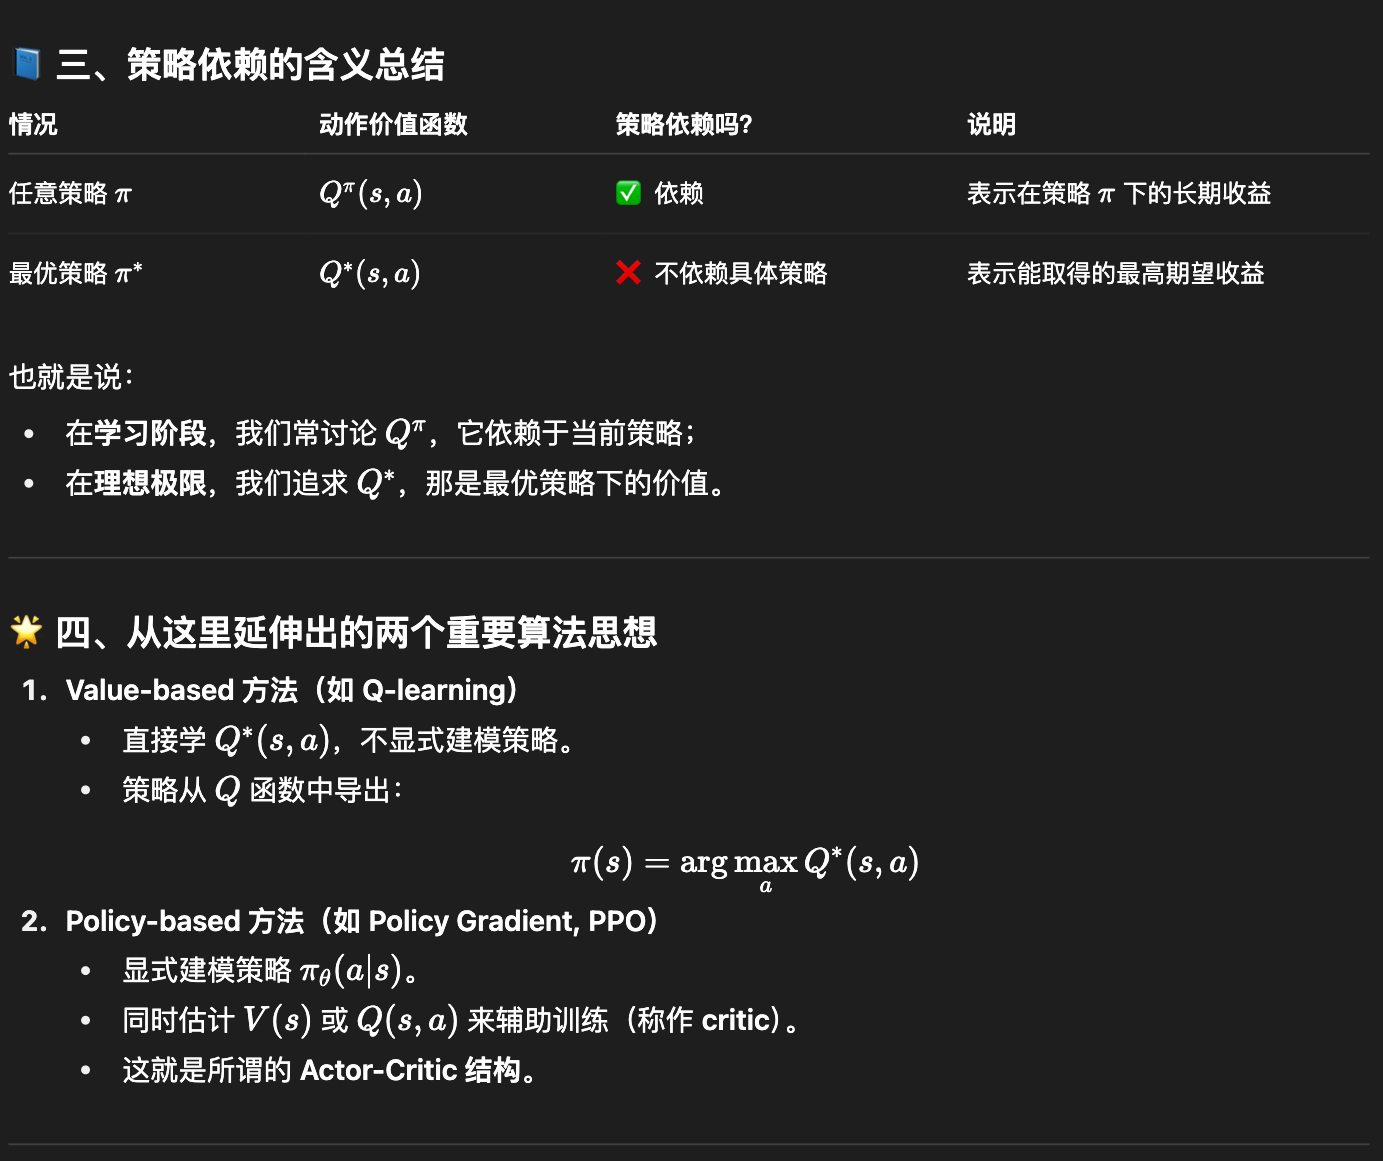 📘 三、策略依赖的含义总结
情况 动作价值函数 策略依赖吗? 说明
任意策略 π Q^π(s, a) ✅ 依赖 表示在策略 π 下的长期收益
最优策略 π* Q*(s, a) ❌ 不依赖具体策略 表示能取得的最高期望收益
也就是说：
• 在学习阶段，我们常讨论 Q^π，它依赖于当前策略；
• 在理想极限，我们追求 Q*，那是最优策略下的价值。
🌟 四、从这里延伸出的两个重要算法思想
1. Value-based 方法（如 Q-learning）
• 直接学 Q*(s, a)，不显式建模策略。
• 策略从 Q 函数中导出：
π(s) = arg max_a Q*(s, a)
2. Policy-based 方法（如 Policy Gradient, PPO）
• 显式建模策略 π_θ(a|s)。
• 同时估计 V(s) 或 Q(s, a) 来辅助训练（称作 critic）。
• 这就是所谓的 Actor-Critic 结构。